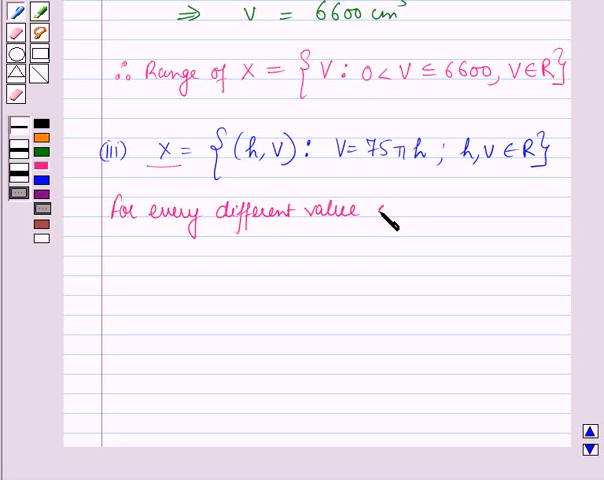 ⇒ V = 6600 cm³
∴ Range of X = {V : 0 < V ≤ 6600, V ∈ R}
(iii) X = {(h, V) : V = 75πh ; h, V ∈ R}
For every different value